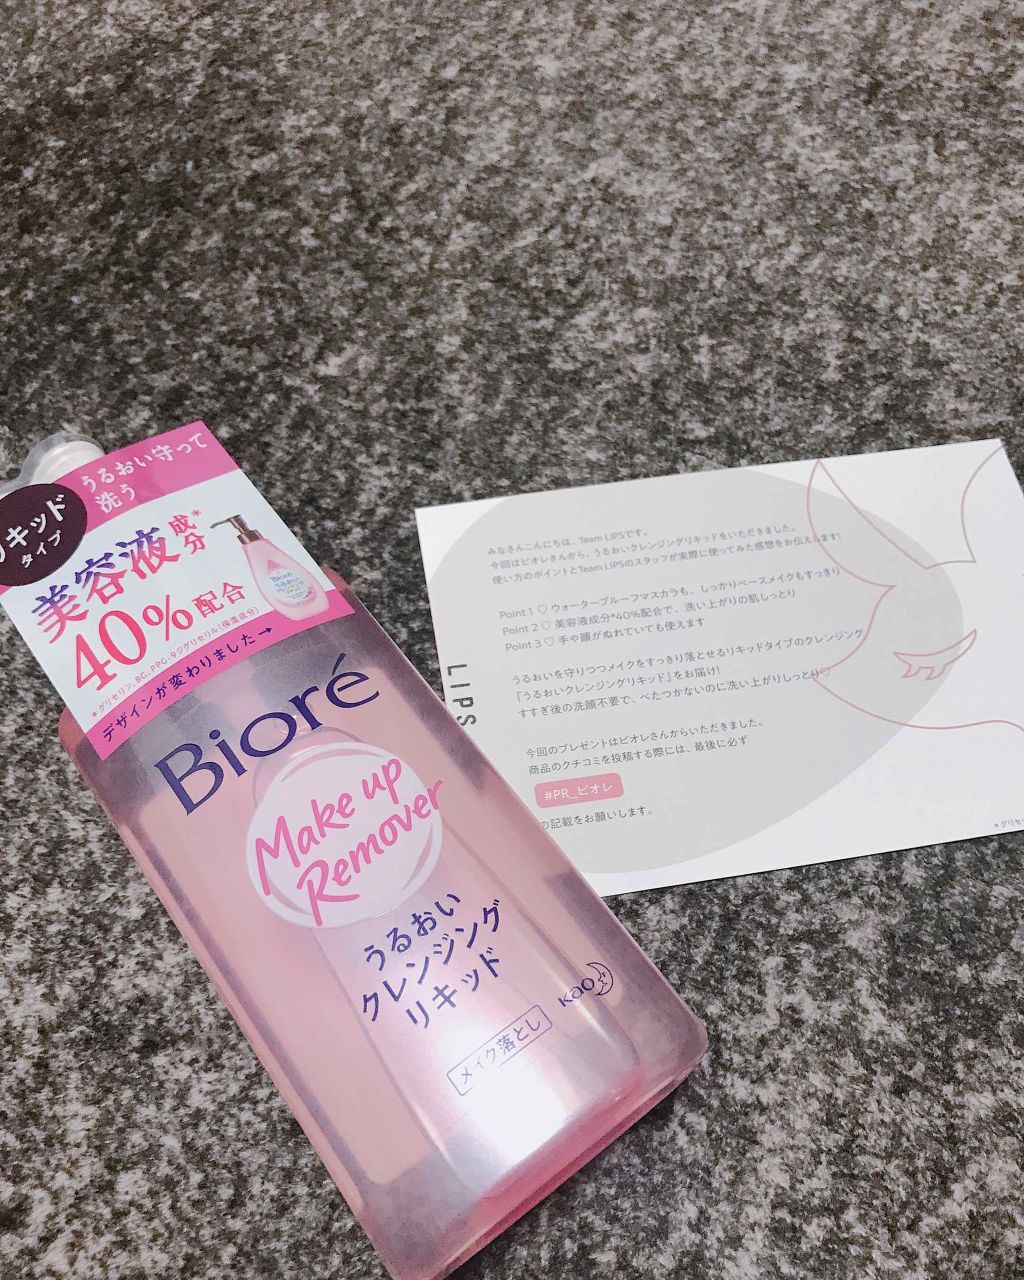 うるおい守って
洗う
リキッド
タイプ
美容液成分*
40%配合
*グリセリン、BG、PPG-9ジグリセリル(保湿成分)
デザインが変わりました→
Bioré
うるおい
Bioré
Make up
Remover
うるおい
クレンジング
リキッド
メイク落とし
Kao
LIPS
みなさんこんにちは、Team LIPSです。
今回はビオレさんから、うるおいクレンジングリキッドをいただきました。
使い方のポイントとTeam LIPSのスタッフが実際に使ってみた感想をお伝えします!
Point 1 ♡ ウォータープルーフマスカラも、しっかりベースメイクもすっきり
Point 2 ♡ 美容液成分*40%配合で、洗い上がりの肌しっとり
Point 3 ♡ 手や顔がぬれていても使えます
うるおいを守りつつメイクをすっきり落とせるリキッドタイプのクレンジング
『うるおいクレンジングリキッド』をお届け!
すすぎ後の洗顔不要で、べたつかないのに洗い上がりしっとり♡
今回のプレゼントはビオレさんからいただきました。
商品のクチコミを投稿する際には、最後に必ず
#PR_ビオレ
の記載をお願いします。
*グリセリ